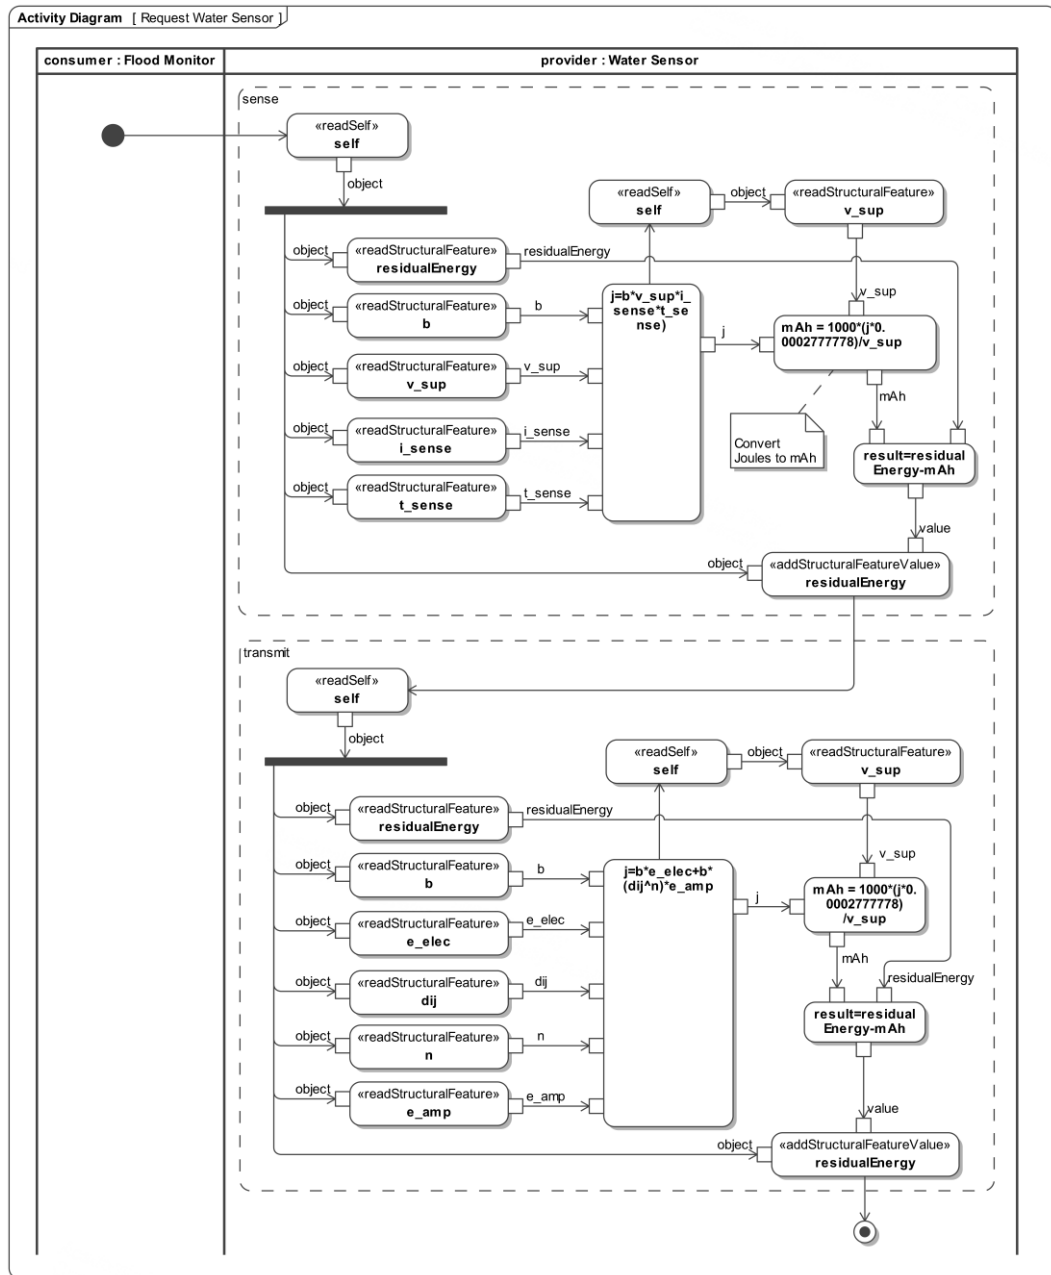 Activity Diagram [ Request Water Sensor ]
consumer : Flood Monitor
provider : Water Sensor
sense
«readSelf»
self
object
«readSelf»
self
object
«readStructuralFeature»
v_sup
object
«readStructuralFeature»
residualEnergy
residualEnergy
object
«readStructuralFeature»
b
b
object
«readStructuralFeature»
v_sup
v_sup
object
«readStructuralFeature»
i_sense
i_sense
object
«readStructuralFeature»
t_sense
t_sense
j=b*v_sup*i_
sense*t_se
nse)
j
v_sup
mAh = 1000*(j*0.
0002777778)/v_sup
mAh
Convert
Joules to mAh
result=residual
Energy-mAh
value
object
«addStructuralFeatureValue»
residualEnergy
transmit
«readSelf»
self
object
«readSelf»
self
object
«readStructuralFeature»
v_sup
object
«readStructuralFeature»
residualEnergy
residualEnergy
object
«readStructuralFeature»
b
b
object
«readStructuralFeature»
e_elec
e_elec
object
«readStructuralFeature»
dij
dij
object
«readStructuralFeature»
n
n
object
«readStructuralFeature»
e_amp
e_amp
j=b*e_elec+b*
(dij^n)*e_amp
j
v_sup
mAh = 1000*(j*0.
0002777778)
/v_sup
mAh
residualEnergy
result=residual
Energy-mAh
value
object
«addStructuralFeatureValue»
residualEnergy